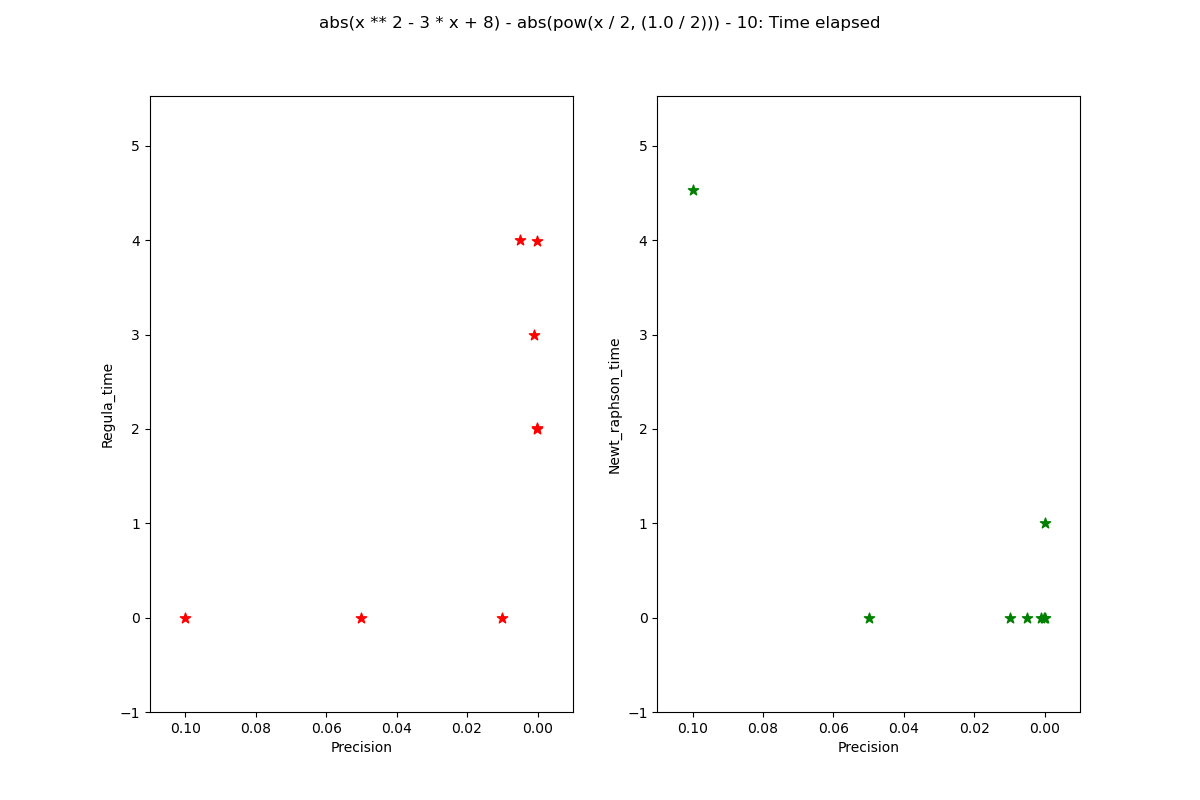 abs(x ** 2 - 3 * x + 8) - abs(pow(x / 2, (1.0 / 2))) - 10: Time elapsed
Regula_time
5
4
3
2
1
0
−1
0.10 0.08 0.06 0.04 0.02 0.00
Precision
Newt_raphson_time
5
4
3
2
1
0
−1
0.10 0.08 0.06 0.04 0.02 0.00
Precision